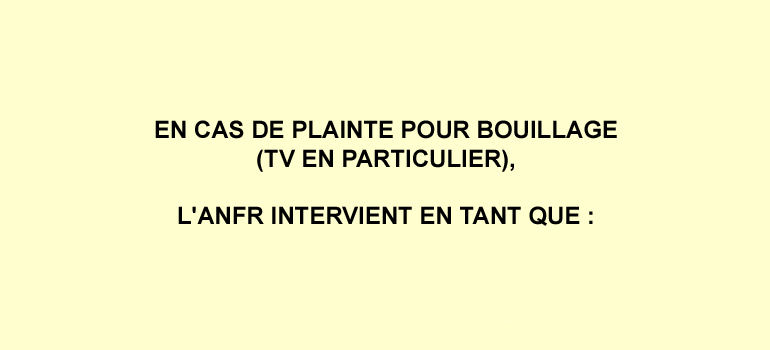 EN CAS DE PLAINTE POUR BOUILLAGE
(TV EN PARTICULIER),
L'ANFR INTERVIENT EN TANT QUE :